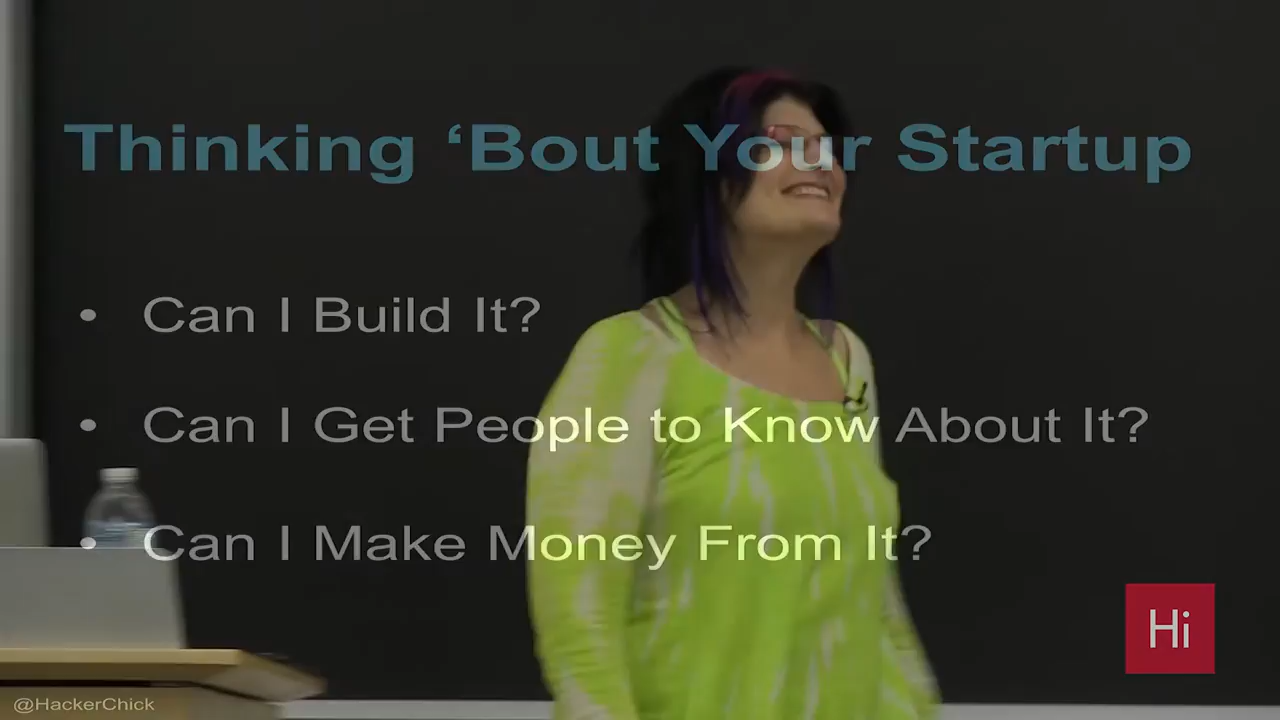 Thinking ‘Bout Your Startup
• Can I Build It?
• Can I Get People to Know About It?
• Can I Make Money From It?
Hi
@HackerChick